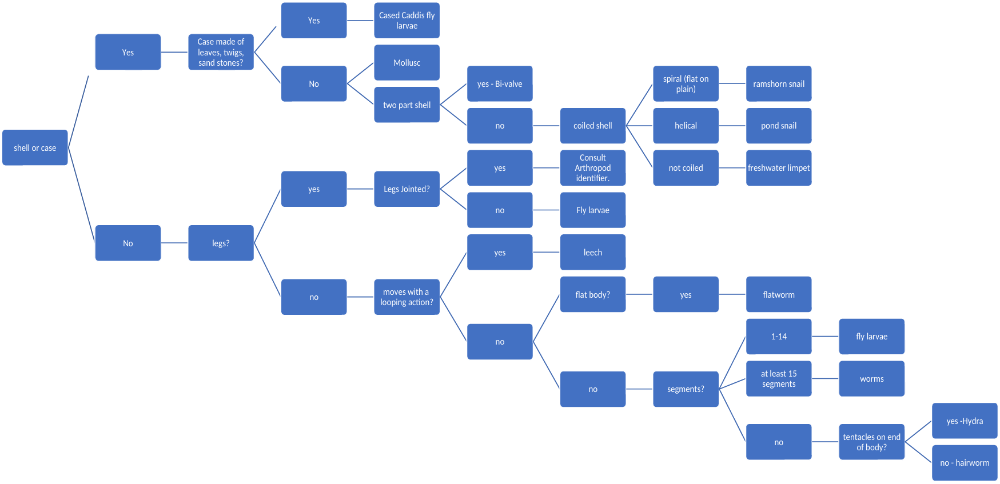 shell or case
Yes
Case made of
leaves, twigs,
sand stones?
Yes
Cased Caddis fly
larvae
No
Mollusc
two part shell
yes - Bi-valve
no
coiled shell
spiral (flat on
plain)
ramshorn snail
helical
pond snail
not coiled
freshwater limpet
No
legs?
yes
Legs Jointed?
yes
Consult
Arthropod
identifier.
no
Fly larvae
no
moves with a
looping action?
yes
leech
no
flat body?
yes
flatworm
no
segments?
1-14
fly larvae
at least 15
segments
worms
no
tentacles on end
of body?
yes -Hydra
no - hairworm